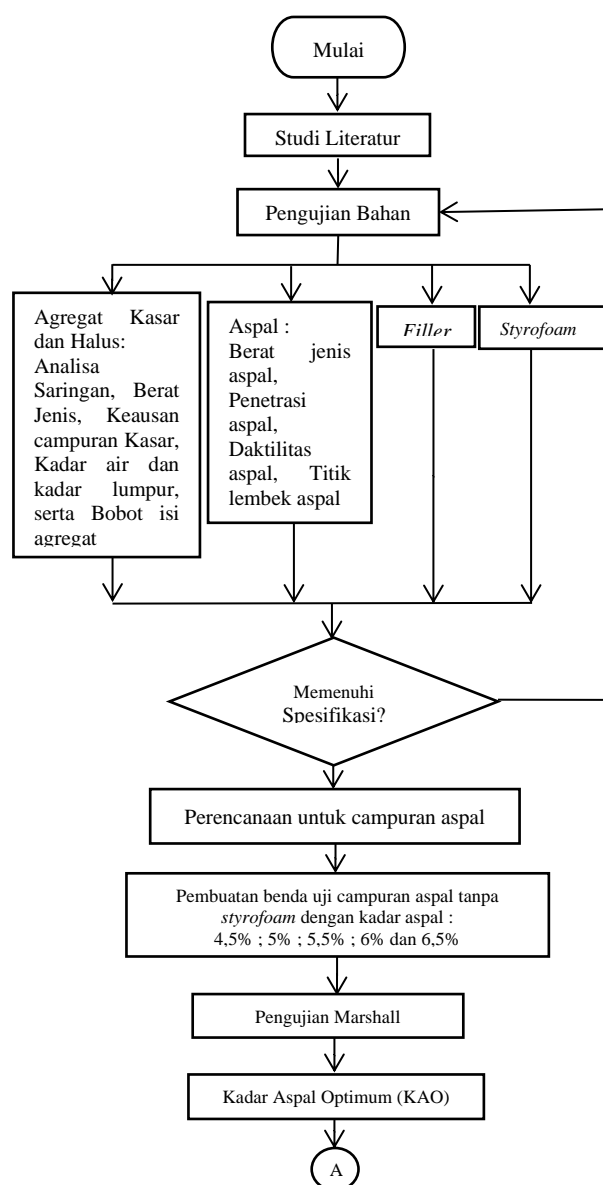 Mulai
Studi Literatur
Pengujian Bahan
Agregat Kasar
dan Halus:
Analisa
Saringan, Berat
Jenis, Keausan
campuran Kasar,
Kadar air dan
kadar lumpur,
serta Bobot isi
agregat
Aspal :
Berat jenis
aspal,
Penetrasi
aspal,
Daktilitas
aspal, Titik
lembek aspal
Filler
Styrofoam
Memenuhi
Spesifikasi?
Perencanaan untuk campuran aspal
Pembuatan benda uji campuran aspal tanpa
styrofoam dengan kadar aspal :
4,5% ; 5% ; 5,5% ; 6% dan 6,5%
Pengujian Marshall
Kadar Aspal Optimum (KAO)
A